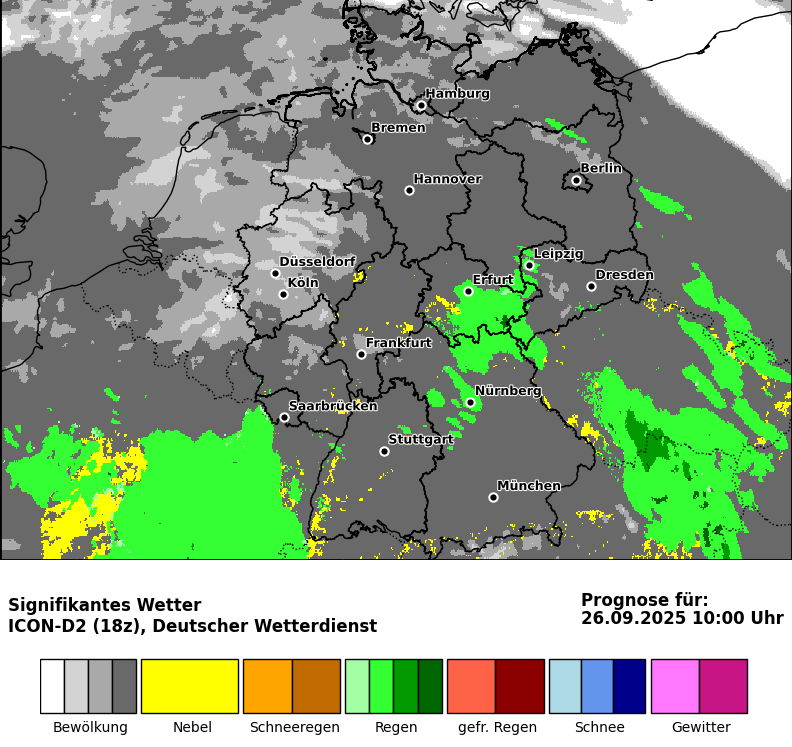 Hamburg
Bremen
Berlin
Hannover
Leipzig
Düsseldorf
Dresden
Köln
Erfurt
Frankfurt
Nürnberg
Saarbrücken
Stuttgart
München
Signifikantes Wetter
ICON-D2 (18z), Deutscher Wetterdienst
Prognose für:
26.09.2025 10:00 Uhr
Bewölkung Nebel Schneeregen Regen gefr. Regen Schnee Gewitter